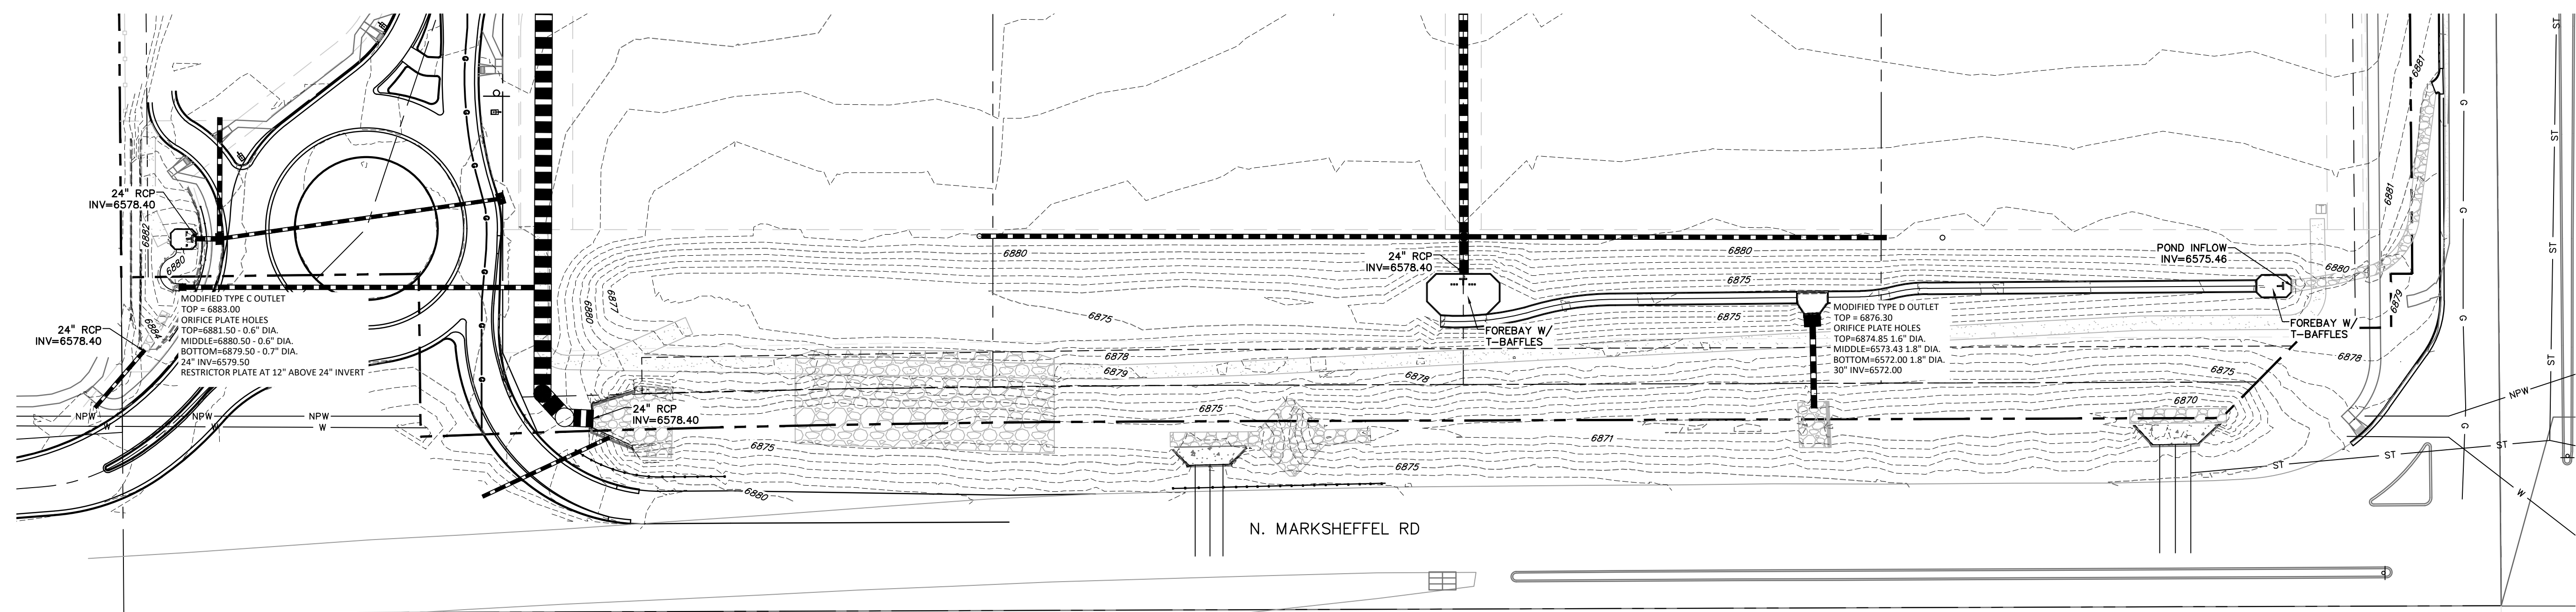 24" RCP
INV=6578.40
6882
6880
MODIFIED TYPE C OUTLET
TOP = 6883.00
ORIFICE PLATE HOLES
TOP=6881.50 - 0.6" DIA.
MIDDLE=6880.50 - 0.6" DIA.
BOTTOM=6879.50 - 0.7" DIA.
24" INV=6579.50
RESTRICTOR PLATE AT 12" ABOVE 24" INVERT
24" RCP
INV=6578.40
6884
NPW
NPW
NPW
W
W
W
24" RCP
INV=6578.40
6880
6877
6880
6875
6878
6879
6875
6875
6880
24" RCP
INV=6578.40
FOREBAY W/
T-BAFFLES
6880
6875
6875
6878
6871
6875
MODIFIED TYPE D OUTLET
TOP = 6876.30
ORIFICE PLATE HOLES
TOP=6874.85 1.6" DIA.
MIDDLE=6573.43 1.8" DIA.
BOTTOM=6572.00 1.8" DIA.
30" INV=6572.00
POND INFLOW
INV=6575.46
FOREBAY W/
T-BAFFLES
6881
6881
6880
6879
6878
6875
6870
G
G
G
G
ST
ST
ST
ST
ST
ST
ST
ST
NPW
W
N. MARKSHEFFEL RD